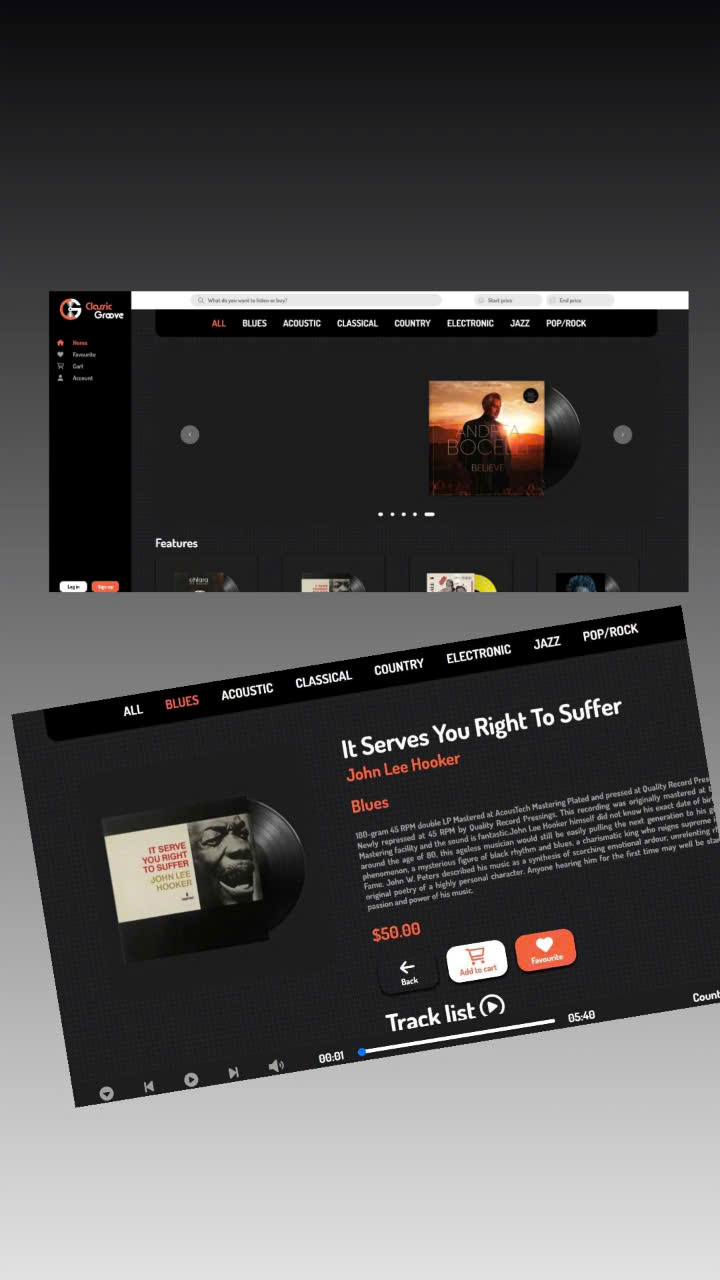 Classic
Groove
What do you want to listen or buy?
Start price
End price
Home
Favourite
Cart
Account
ALL BLUES ACOUSTIC CLASSICAL COUNTRY ELECTRONIC JAZZ POP/ROCK
ANDREA
BOCELLI
BELIEVE
Features
ohlara
Log in
Sign up
ALL BLUES ACOUSTIC CLASSICAL COUNTRY ELECTRONIC JAZZ POP/ROCK
It Serves You Right To Suffer
John Lee Hooker
Blues
180-gram 45 RPM double LP Mastered at AcousTech Mastering Plated and pressed at Quality Record Pres
Newly repressed at 45 RPM by Quality Record Pressings. This recording was originally mastered at
Mastering facility and the sound is fantastic.John Lee Hooker himself did not know his exact date of bir
around the age of 80, this ageless musician would still be easily pulling the next generation to his
phenomenon, a mysterious figure of black rhythm and blues, a charismatic king who reigns supreme
Fame. John W. Peters described his music as a synthesis of scorching emotional ardour, unrelenting
original poetry of a highly personal character. Anyone hearing him for the first time may well be sta
passion and power of his music.
IT SERVE
YOU RIGHT
TO SUFFER
JOHN LEE
HOOKER
$50.00
Back
Add to cart
Favourite
Track list
Count
00:01
05:40